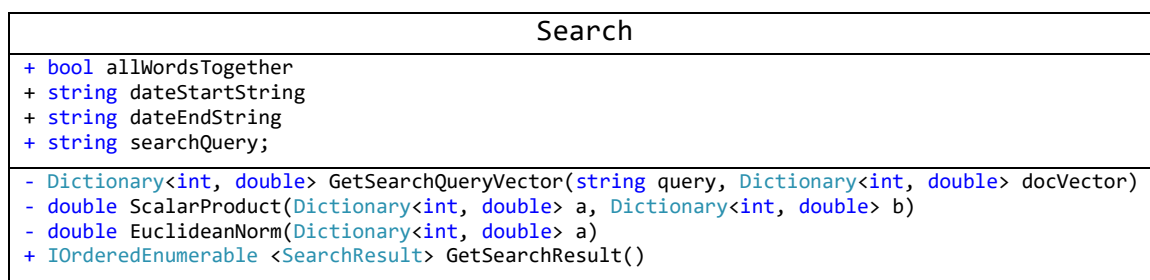 Search
+ bool allWordsTogether
+ string dateStartString
+ string dateEndString
+ string searchQuery;
- Dictionary<int, double> GetSearchQueryVector(string query, Dictionary<int, double> docVector)
- double ScalarProduct(Dictionary<int, double> a, Dictionary<int, double> b)
- double EuclideanNorm(Dictionary<int, double> a)
+ IOrderedEnumerable <SearchResult> GetSearchResult()